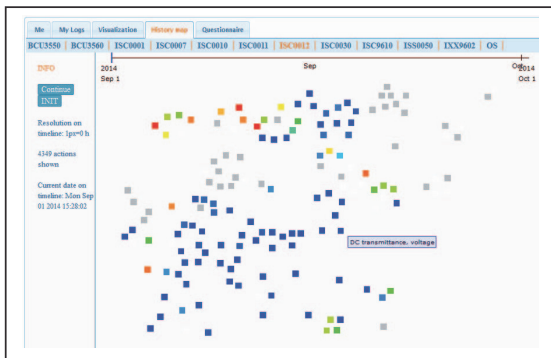 Me My Logs Visualization History map Questionnaire
BCU3550 BCU3560 ISC0001 ISC0007 ISC0010 ISC0011 ISC0012 ISC0030 ISC9610 ISS0050 IXX9602 OS
INFO
Continue
INIT
Resolution on
timeline: 1px=0 h
4349 actions
shown
Current date on
timeline: Mon Sep
01 2014 15:28:02
2014
Sep 1
Sep
Oct
2014
Oct 1
DC transmittance, voltage